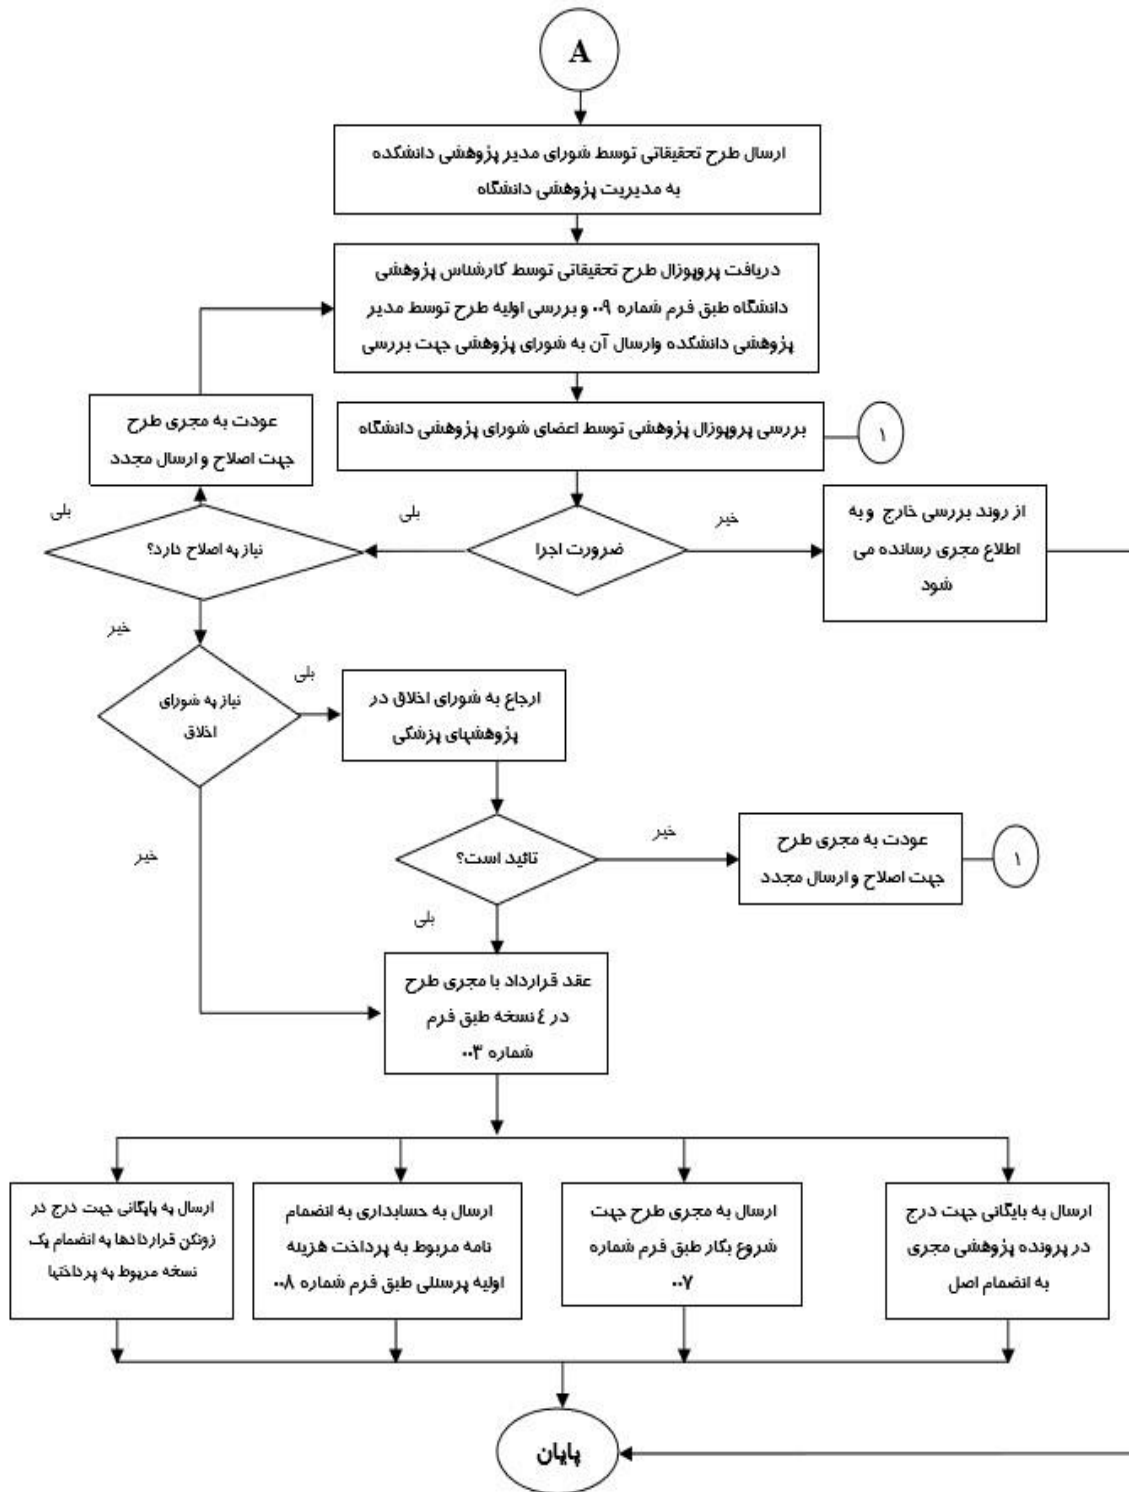 A
ارسال طرح تحقیقاتی توسط شورای مدیر پژوهشی دانشکده
به مدیریت پژوهشی دانشگاه
دریافت پروپوزال طرح تحقیقاتی توسط کارشناس پژوهشی
دانشگاه طبق فرم شماره ۰۰۹ و بررسی اولیه طرح توسط مدیر
پژوهشی دانشکده وارسال آن به شورای پژوهشی جهت بررسی
عودت به مجری طرح
جهت اصلاح و ارسال مجدد
بررسی پروپوزال پژوهشی توسط اعضای شورای پژوهشی دانشگاه
۱
بلی
نیاز به اصلاح دارد؟
بلی
ضرورت اجرا
خیر
از روند بررسی خارج و به
اطلاع مجری رسانده می
شود
خیر
نیاز به شورای
اخلاق
بلی
ارجاع به شورای اخلاق در
پژوهشهای پزشکی
خیر
تائید است؟
خیر
عودت به مجری طرح
جهت اصلاح و ارسال مجدد
۱
بلی
عقد قرارداد با مجری طرح
در ٤ نسخه طبق فرم
شماره ۰۰۳
ارسال به بایگانی جهت درج
در پرونده پژوهشی مجری
به انضمام اصل
ارسال به مجری طرح جهت
شروع بکار طبق فرم شماره
۰۰۷
ارسال به حسابداری به انضمام
نامه مربوط به پرداخت هزینه
اولیه پرسنلی طبق فرم شماره ۰۰۸
ارسال به بایگانی جهت درج در
زونکن قراردادها به انضمام یک
نسخه مربوط به پرداختها
پایان